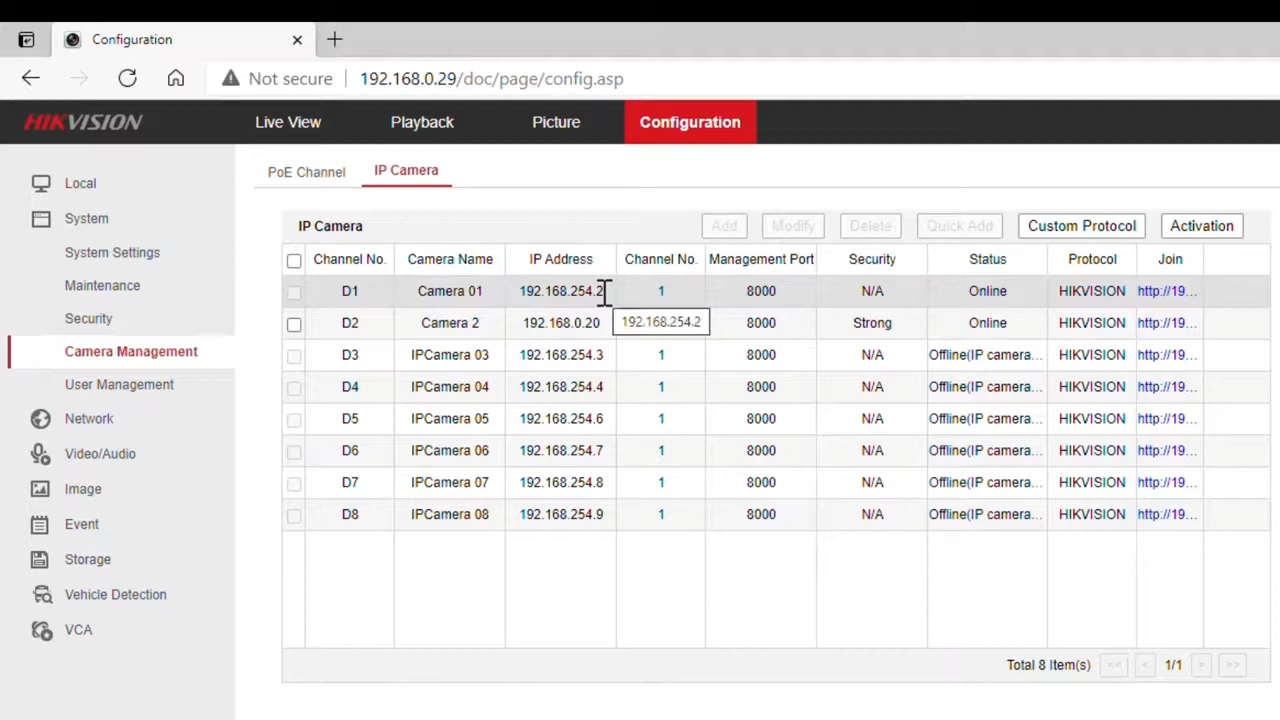 Configuration
Not secure 192.168.0.29/doc/page/config.asp
HIKVISION Live View Playback Picture Configuration
Local
System
System Settings
Maintenance
Security
Camera Management
User Management
Network
Video/Audio
Image
Event
Storage
Vehicle Detection
VCA
PoE Channel IP Camera
IP Camera Add Modify Delete Quick Add Custom Protocol Activation
Channel No. Camera Name IP Address Channel No. Management Port Security Status Protocol Join
D1 Camera 01 192.168.254.2 1 8000 N/A Online HIKVISION http://19...
192.168.254.2
D2 Camera 2 192.168.0.20 8000 Strong Online HIKVISION http://19...
D3 IPCamera 03 192.168.254.3 1 8000 N/A Offline(IP camera... HIKVISION http://19...
D4 IPCamera 04 192.168.254.4 1 8000 N/A Offline(IP camera... HIKVISION http://19...
D5 IPCamera 05 192.168.254.6 1 8000 N/A Offline(IP camera... HIKVISION http://19...
D6 IPCamera 06 192.168.254.7 1 8000 N/A Offline(IP camera... HIKVISION http://19...
D7 IPCamera 07 192.168.254.8 1 8000 N/A Offline(IP camera... HIKVISION http://19...
D8 IPCamera 08 192.168.254.9 1 8000 N/A Offline(IP camera... HIKVISION http://19...
Total 8 Item(s) << < 1/1 > >>